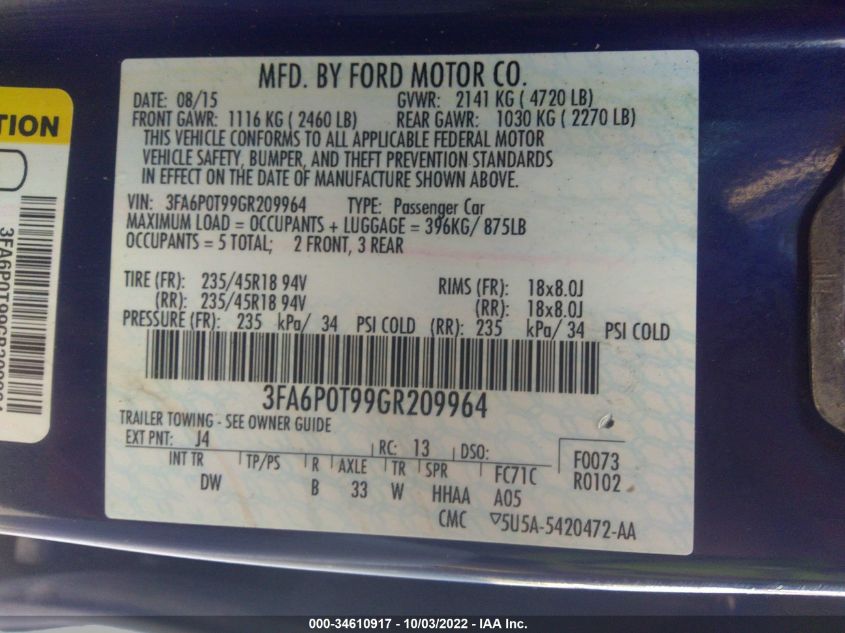 MFD. BY FORD MOTOR CO.
DATE: 08/15 GVWR: 2141 KG ( 4720 LB)
FRONT GAWR: 1116 KG ( 2460 LB) REAR GAWR: 1030 KG ( 2270 LB)
THIS VEHICLE CONFORMS TO ALL APPLICABLE FEDERAL MOTOR
VEHICLE SAFETY, BUMPER, AND THEFT PREVENTION STANDARDS
IN EFFECT ON THE DATE OF MANUFACTURE SHOWN ABOVE.
VIN: 3FA6P0T99GR209964 TYPE: Passenger Car
MAXIMUM LOAD = OCCUPANTS + LUGGAGE = 396KG/ 875LB
OCCUPANTS = 5 TOTAL; 2 FRONT, 3 REAR
TIRE (FR): 235/45R18 94V RIMS (FR): 18x8.0J
(RR): 235/45R18 94V (RR): 18x8.0J
PRESSURE (FR): 235 kPa/ 34 PSI COLD (RR): 235 kPa/ 34 PSI COLD
3FA6P0T99GR209964
TRAILER TOWING - SEE OWNER GUIDE
EXT PNT: J4 RC: 13 DSO: F0073
INT TR TP/PS R AXLE TR SPR FC71C R0102
DW B 33 W HHAA A05
CMC ▽5U5A-5420472-AA
TION
3FA6P0T99GR209964
000-34610917 - 10/03/2022 - IAA Inc.